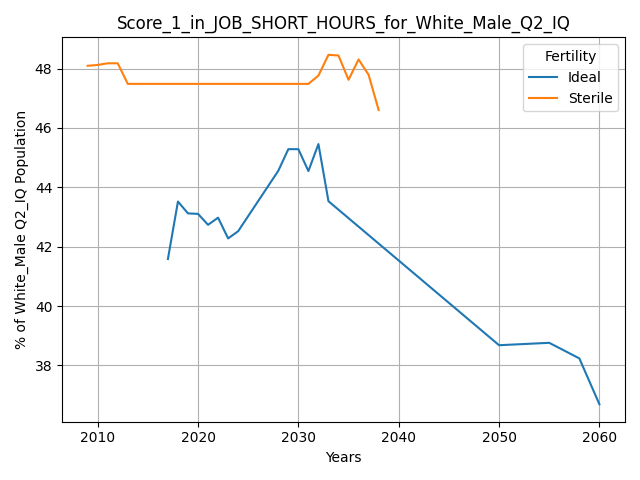 Score_1_in_JOB_SHORT_HOURS_for_White_Male_Q2_IQ
Fertility
Ideal
Sterile
% of White_Male Q2_IQ Population
48
46
44
42
40
38
2010 2020 2030 2040 2050 2060
Years